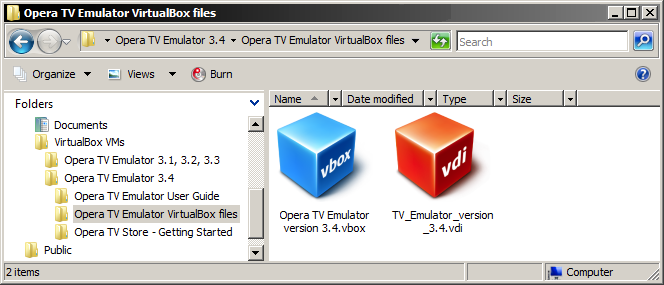 Opera TV Emulator VirtualBox files
Opera TV Emulator 3.4 Opera TV Emulator VirtualBox files Search
Organize Views Burn
Folders
Documents
VirtualBox VMs
Opera TV Emulator 3.1, 3.2, 3.3
Opera TV Emulator 3.4
Opera TV Emulator User Guide
Opera TV Emulator VirtualBox files
Opera TV Store - Getting Started
Public
Name Date modified Type Size
vbox
Opera TV Emulator
version 3.4.vbox
vdi
TV_Emulator_version
_3.4.vdi
2 items Computer